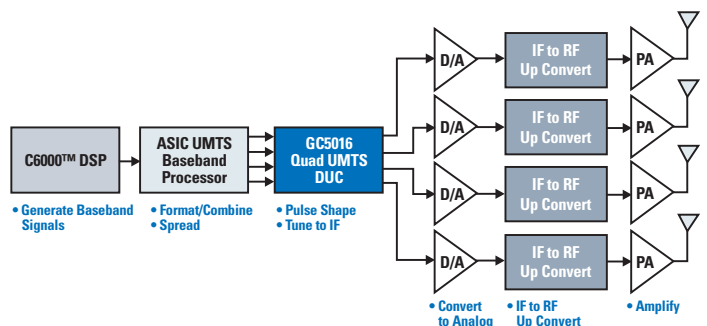 C6000™ DSP
• Generate Baseband
Signals
ASIC UMTS
Baseband
Processor
• Format/Combine
• Spread
GC5016
Quad UMTS
DUC
• Pulse Shape
• Tune to IF
D/A
IF to RF
Up Convert
PA
D/A
IF to RF
Up Convert
PA
D/A
IF to RF
Up Convert
PA
D/A
IF to RF
Up Convert
PA
• Convert
to Analog
• IF to RF
Up Convert
• Amplify